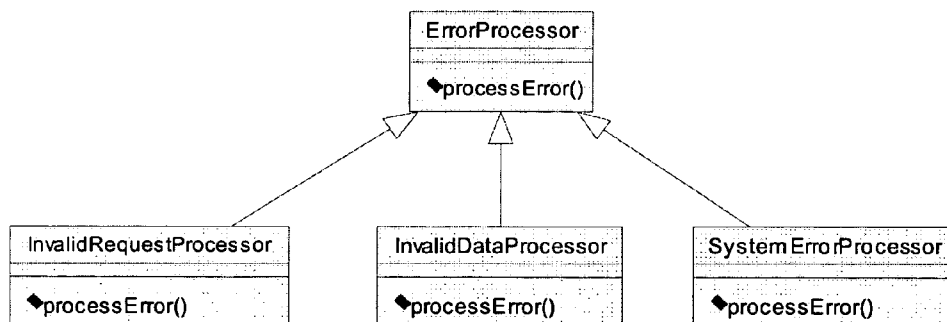 ErrorProcessor
processError()
InvalidRequestProcessor
InvalidDataProcessor
SystemErrorProcessor
processError()
processError()
processError()